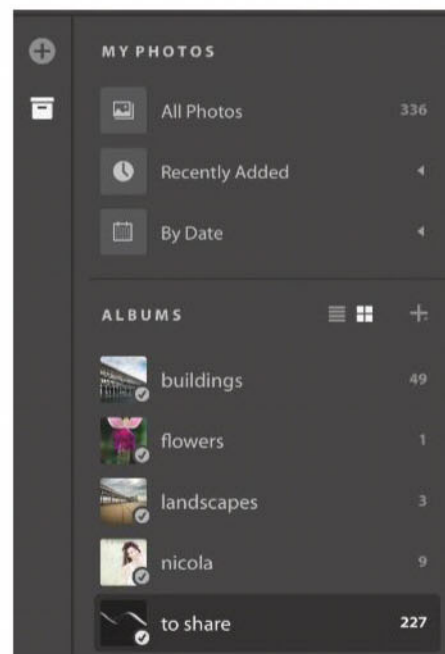 MY PHOTOS
All Photos 336
Recently Added
By Date
ALBUMS
buildings 49
flowers 1
landscapes 3
nicola 9
to share 227